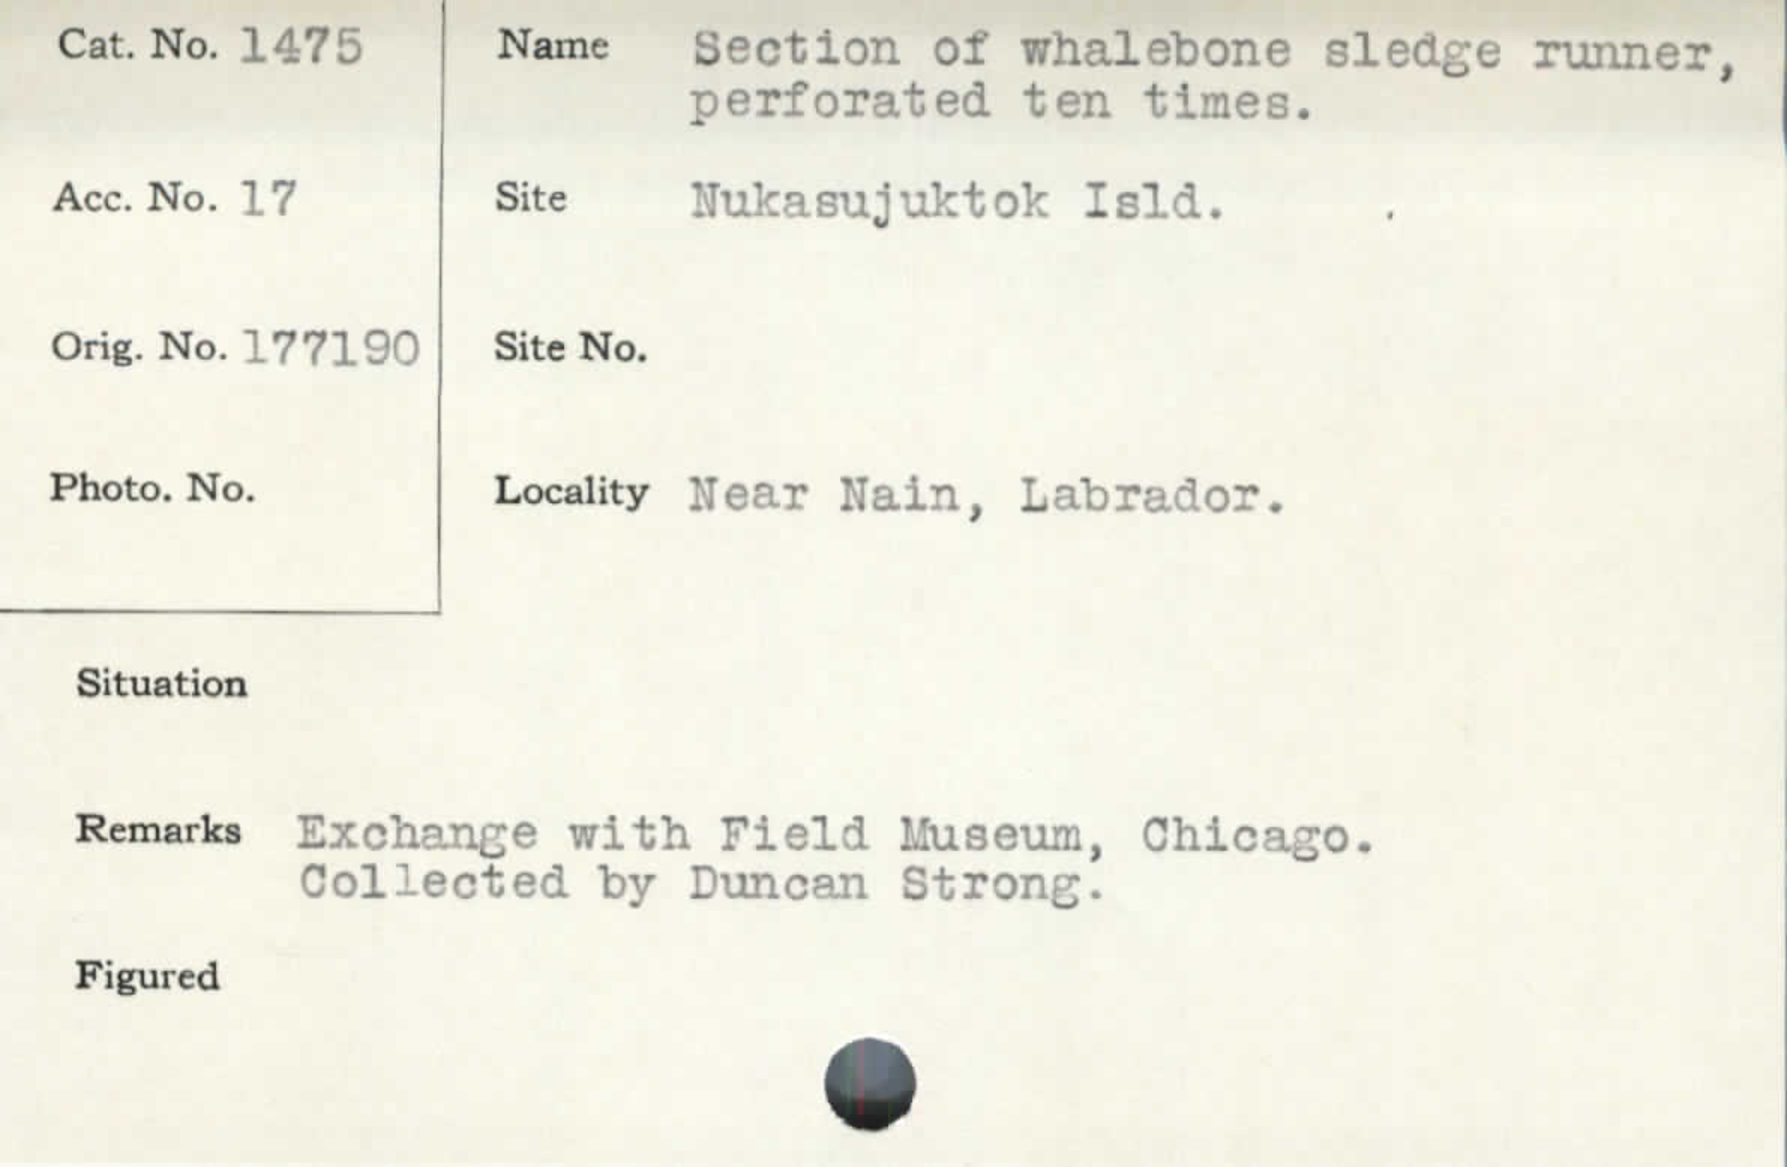 Cat. No. 1475
Name Section of whalebone sledge runner,
perforated ten times.
Acc. No. 17
Site Nukasujuktok Isld.
Orig. No. 177190
Site No.
Photo. No.
Locality Near Nain, Labrador.
Situation
Remarks Exchange with Field Museum, Chicago.
Collected by Duncan Strong.
Figured